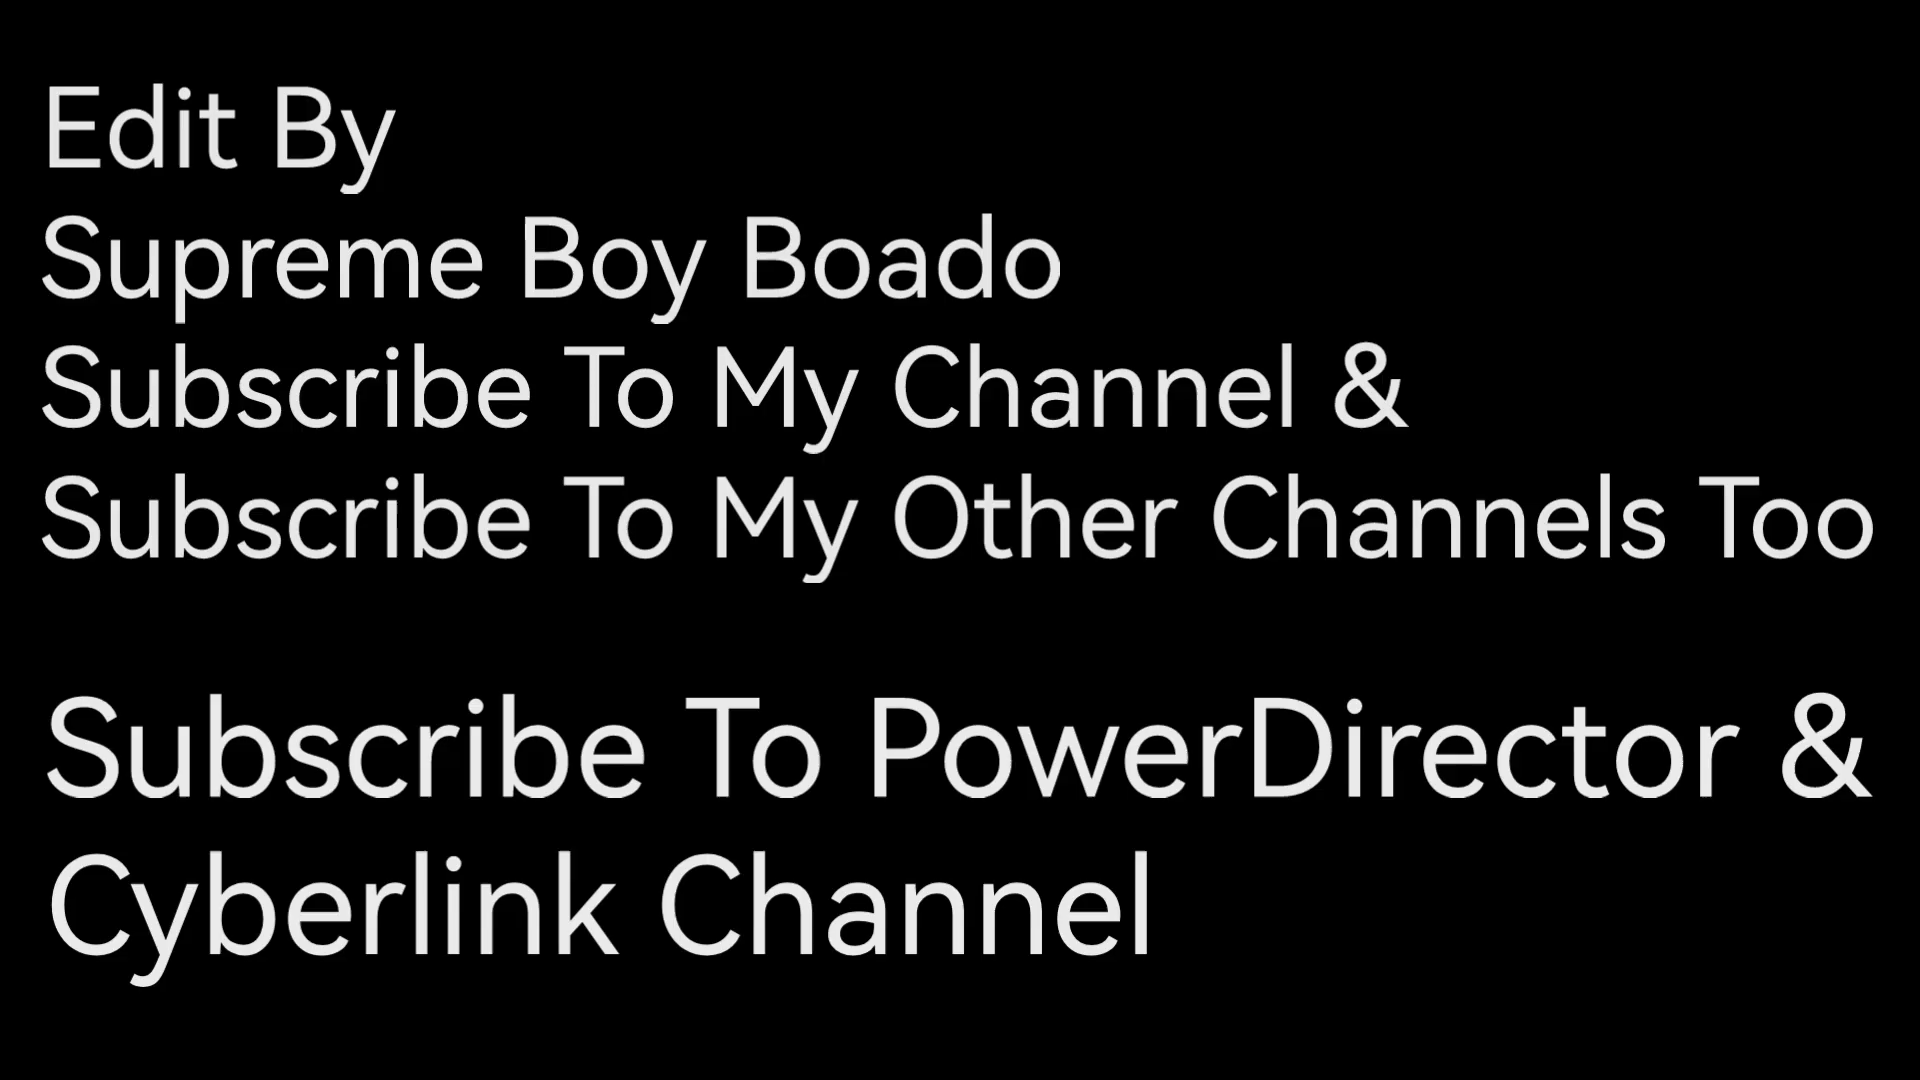 Edit By
Supreme Boy Boado
Subscribe To My Channel &
Subscribe To My Other Channels Too
Subscribe To PowerDirector &
Cyberlink Channel